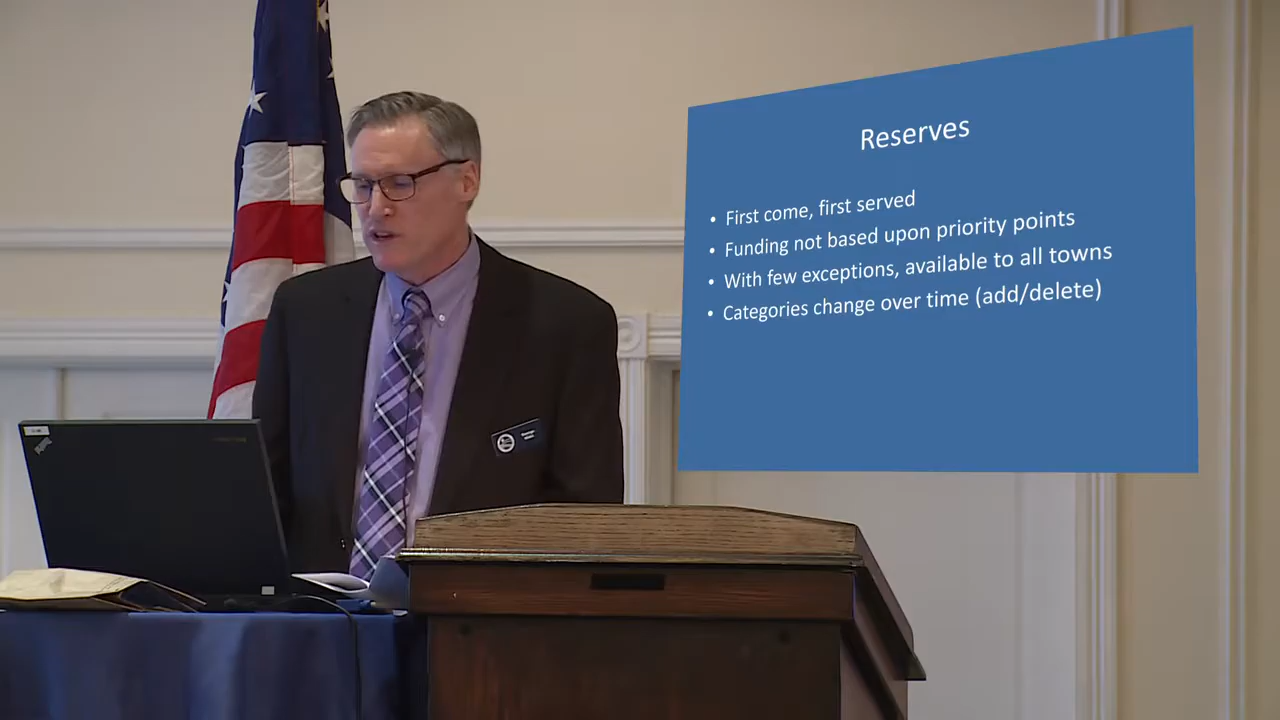 Reserves
• First come, first served
• Funding not based upon priority points
• With few exceptions, available to all towns
• Categories change over time (add/delete)